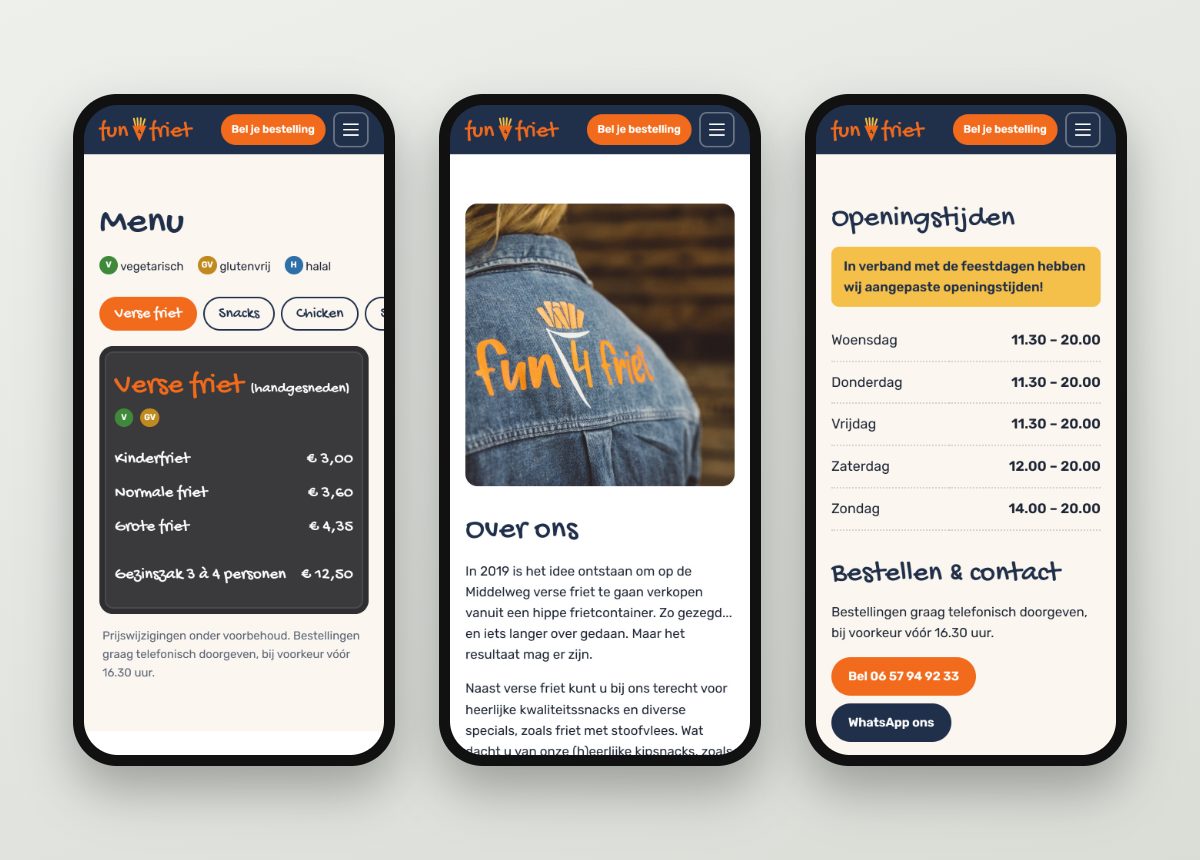 fun 4 friet
Bel je bestelling
Menu
V vegetarisch GV glutenvrij H halal
Verse friet Snacks Chicken
Verse friet (handgesneden)
V GV
Kinderfriet € 3,00
Normale friet € 3,60
Grote friet € 4,35
Gezinszak 3 à 4 personen € 12,50
Prijswijzigingen onder voorbehoud. Bestellingen
graag telefonisch doorgeven, bij voorkeur vóór
16.30 uur.
fun 4 friet
Bel je bestelling
fun 4 friet
Over ons
In 2019 is het idee ontstaan om op de
Middelweg verse friet te gaan verkopen
vanuit een hippe frietcontainer. Zo gezegd...
en iets langer over gedaan. Maar het
resultaat mag er zijn.
Naast verse friet kunt u bij ons terecht voor
heerlijke kwaliteitssnacks en diverse
specials, zoals friet met stoofvlees. Wat
dacht u van onze (h)eerlijke kipsnacks, zoals
fun 4 friet
Bel je bestelling
Openingstijden
In verband met de feestdagen hebben
wij aangepaste openingstijden!
Woensdag 11.30 – 20.00
Donderdag 11.30 – 20.00
Vrijdag 11.30 – 20.00
Zaterdag 12.00 – 20.00
Zondag 14.00 – 20.00
Bestellen & contact
Bestellingen graag telefonisch doorgeven,
bij voorkeur vóór 16.30 uur.
Bel 06 57 94 92 33
WhatsApp ons